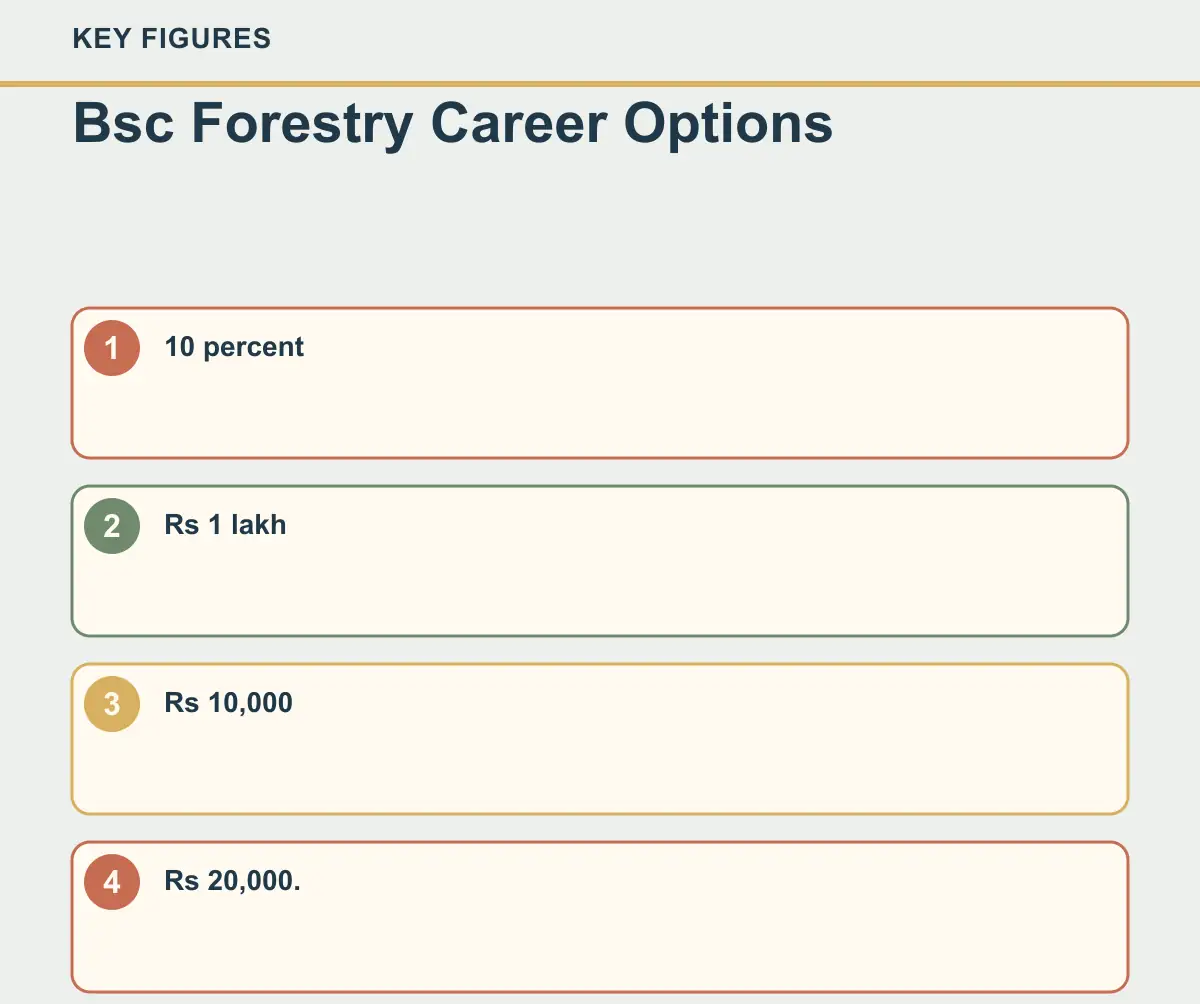 KEY FIGURES
Bsc Forestry Career Options
1 10 percent
2 Rs 1 lakh
3 Rs 10,000
4 Rs 20,000.